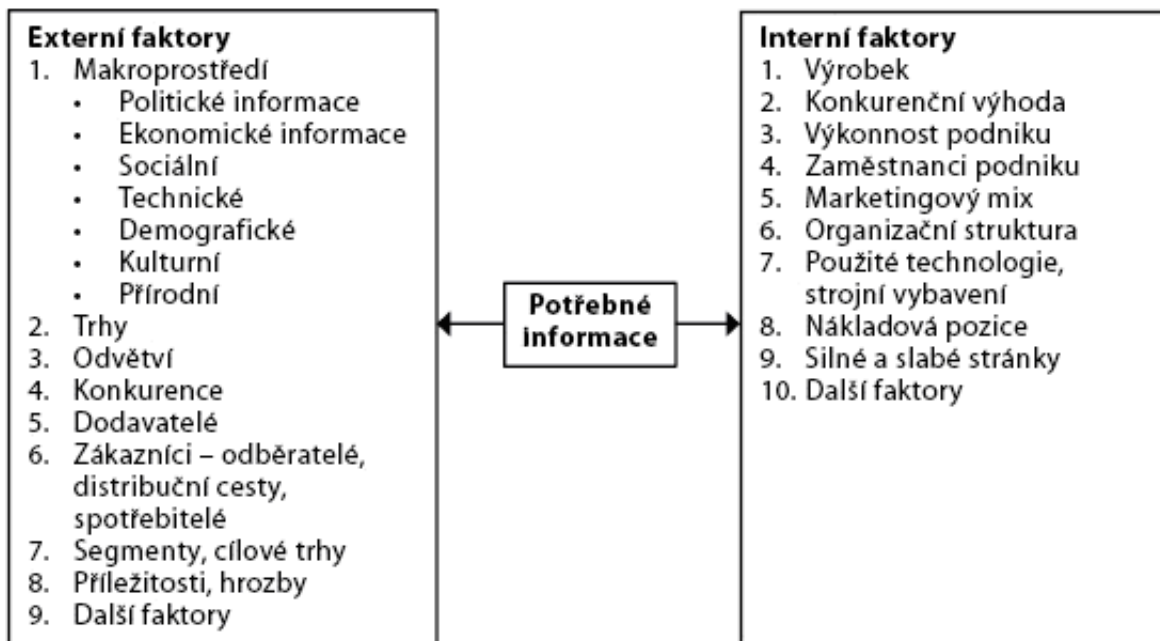 Externí faktory
1. Makroprostředí
• Politické informace
• Ekonomické informace
• Sociální
• Technické
• Demografické
• Kulturní
• Přírodní
2. Trhy
3. Odvětví
4. Konkurence
5. Dodavatelé
6. Zákazníci – odběratelé,
distribuční cesty,
spotřebitelé
7. Segmenty, cílové trhy
8. Příležitosti, hrozby
9. Další faktory
Potřebné
informace
Interní faktory
1. Výrobek
2. Konkurenční výhoda
3. Výkonnost podniku
4. Zaměstnanci podniku
5. Marketingový mix
6. Organizační struktura
7. Použité technologie,
strojní vybavení
8. Nákladová pozice
9. Silné a slabé stránky
10. Další faktory